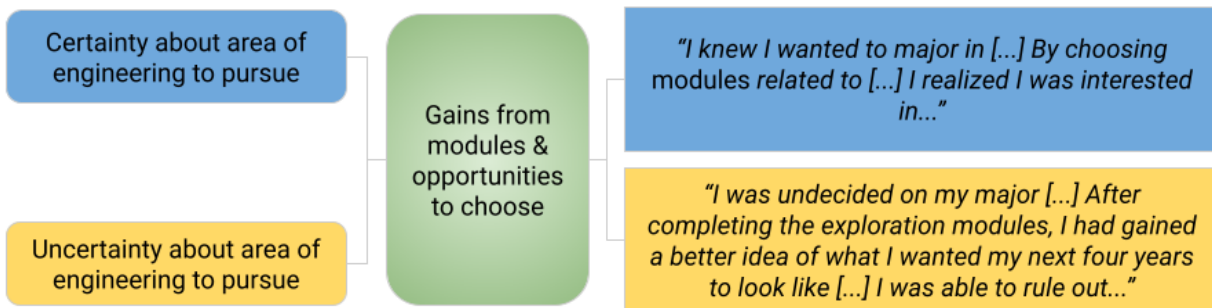 Certainty about area of
engineering to pursue
Uncertainty about area of
engineering to pursue
Gains from
modules &
opportunities
to choose
“I knew I wanted to major in [...] By choosing
modules related to [...] I realized I was interested
in...”
“I was undecided on my major [...] After
completing the exploration modules, I had gained
a better idea of what I wanted my next four years
to look like [...] I was able to rule out...”